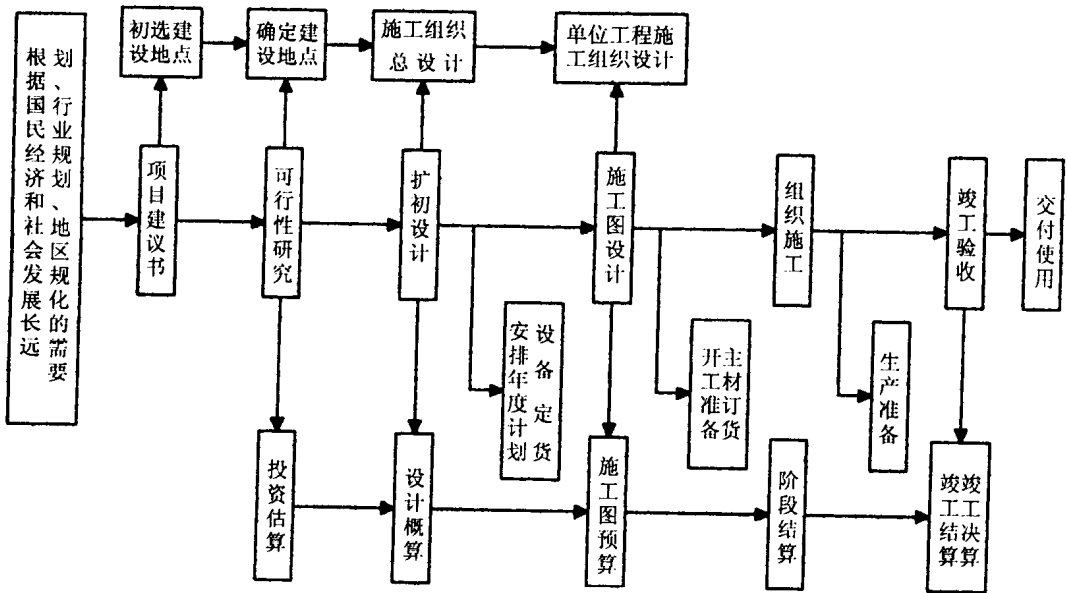 初选建
设地点
确定建
设地点
施工组织
总设计
单位工程施
工组织设计
根据国民经济和社会发展长远
划、行业规划、地区规化的需要
项目建议书
可行性研究
扩初设计
施工图设计
组织施工
竣工验收
交付使用
安排年度计划
设备定货
开工准备
主材订货
生产准备
投资估算
设计概算
施工图预算
阶段结算
竣工结算
竣工决算